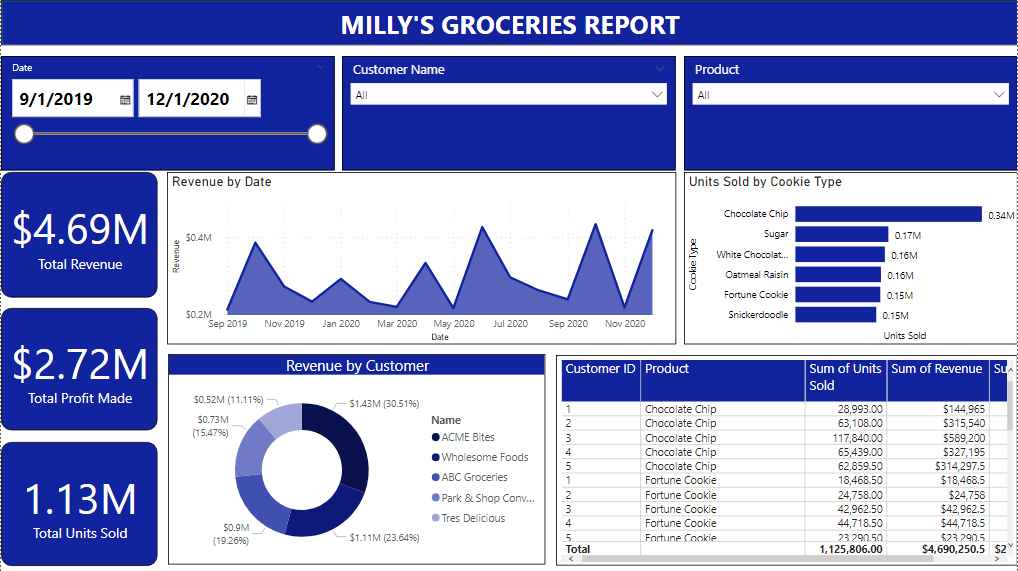 MILLY'S GROCERIES REPORT
Date
9/1/2019 12/1/2020
Customer Name
All
Product
All
$4.69M
Total Revenue
$2.72M
Total Profit Made
1.13M
Total Units Sold
Revenue by Date
Revenue
$0.4M
$0.2M
Sep 2019 Nov 2019 Jan 2020 Mar 2020 May 2020 Jul 2020 Sep 2020 Nov 2020
Date
Units Sold by Cookie Type
Cookie Type
Chocolate Chip 0.34M
Sugar 0.17M
White Chocolat... 0.16M
Oatmeal Raisin 0.16M
Fortune Cookie 0.15M
Snickerdoodle 0.15M
Units Sold
Revenue by Customer
$0.52M (11.11%)
$1.43M (30.51%)
$0.73M
(15.47%)
$0.9M
(19.26%)
$1.11M (23.64%)
Name
ACME Bites
Wholesome Foods
ABC Groceries
Park & Shop Conv...
Tres Delicious
Customer ID Product Sum of Units Sum of Revenue Su
Sold
1 Chocolate Chip 28,993.00 $144,965
2 Chocolate Chip 63,108.00 $315,540
3 Chocolate Chip 117,840.00 $589,200
4 Chocolate Chip 65,439.00 $327,195
5 Chocolate Chip 62,859.50 $314,297.5
1 Fortune Cookie 18,468.50 $18,468.5
2 Fortune Cookie 24,758.00 $24,758
3 Fortune Cookie 42,962.50 $42,962.5
4 Fortune Cookie 44,718.50 $44,718.5
5 Fortune Cookie 23,290.50 $23,290.5
Total 1,125,806.00 $4,690,250.5 $2